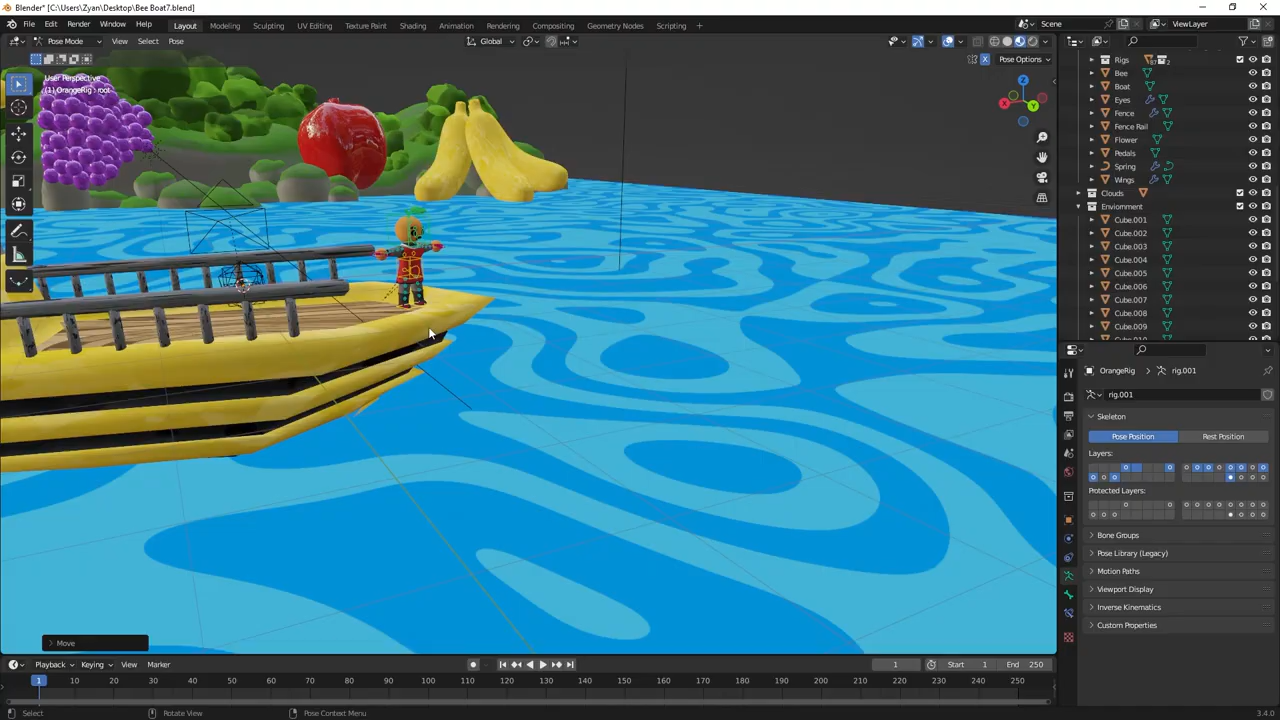 Blender* [C:\Users\Zyan\Desktop\Bee Boat7.blend]
File Edit Render Window Help Layout Modeling Sculpting UV Editing Texture Paint Shading Animation Rendering Compositing Geometry Nodes Scripting + Scene ViewLayer
Pose Mode View Select Pose Global
Pose Options
User Perspective
(1) OrangeRig : root
X
Y
Z
Rigs
Bee
Boat
Eyes
Fence
Fence Rail
Flower
Pedals
Spring
Wings
Clouds
Enviornment
Cube.001
Cube.002
Cube.003
Cube.004
Cube.005
Cube.006
Cube.007
Cube.008
Cube.009
OrangeRig > rig.001
rig.001
Skeleton
Pose Position Rest Position
Layers:
Protected Layers:
Bone Groups
Pose Library (Legacy)
Motion Paths
Viewport Display
Inverse Kinematics
Custom Properties
Move
Playback Keying View Marker 1 Start 1 End 250
1 10 20 30 40 50 60 70 80 90 100 110 120 130 140 150 160 170 180 190 200 210 220 230 240 250
Select Rotate View Pose Context Menu 3.4.0